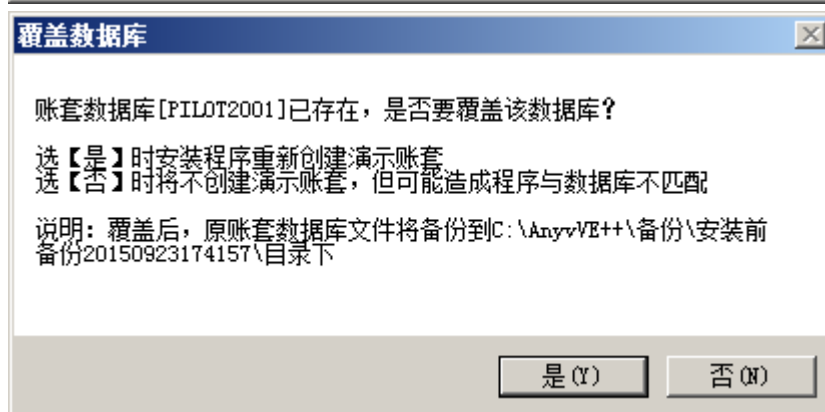 覆盖数据库
账套数据库[PILOT2001]已存在，是否要覆盖该数据库？
选【是】时安装程序重新创建演示账套
选【否】时将不创建演示账套，但可能造成程序与数据库不匹配
说明：覆盖后，原账套数据库文件将备份到C:\AnyvVE++\备份\安装前
备份20150923174157\目录下
是(Y)
否(N)